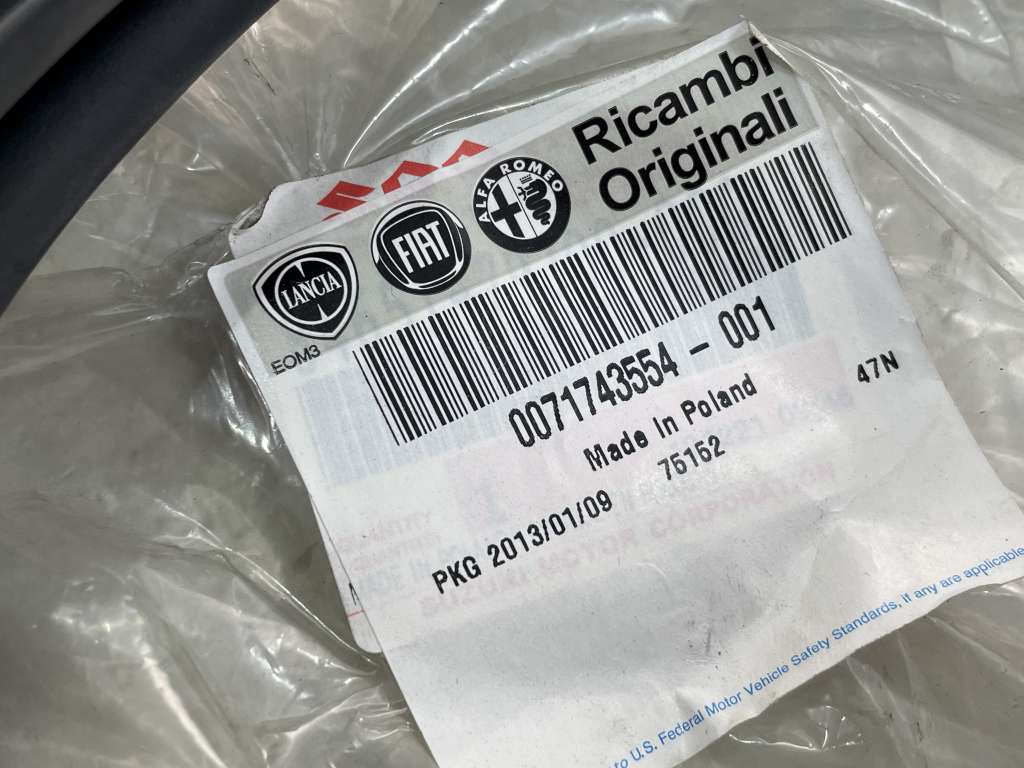 Ricambi
Originali
LANCIA
FIAT
ALFA ROMEO
EOM3
0071743554 - 001
Made In Poland
47N
75152
PKG 2013/01/09
SUZUKI MOTOR CORPORATION
to U.S. Federal Motor Vehicle Safety Standards, if any are applicable